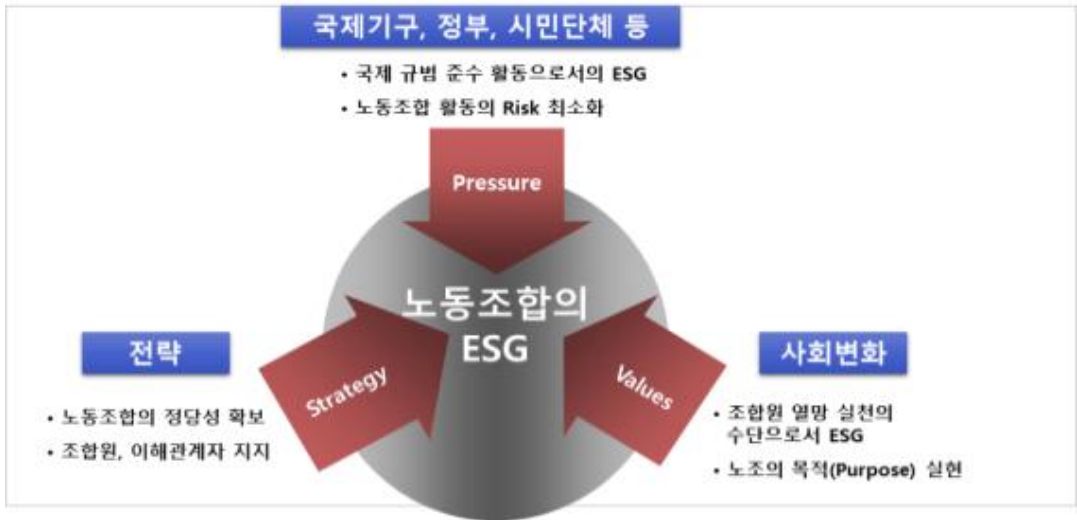 국제기구, 정부, 시민단체 등
• 국제 규범 준수 활동으로서의 ESG
• 노동조합 활동의 Risk 최소화
Pressure
노동조합의
ESG
전략
Strategy
• 노동조합의 정당성 확보
• 조합원, 이해관계자 지지
사회변화
Values
• 조합원 열망 실천의
수단으로서 ESG
• 노조의 목적(Purpose) 실현